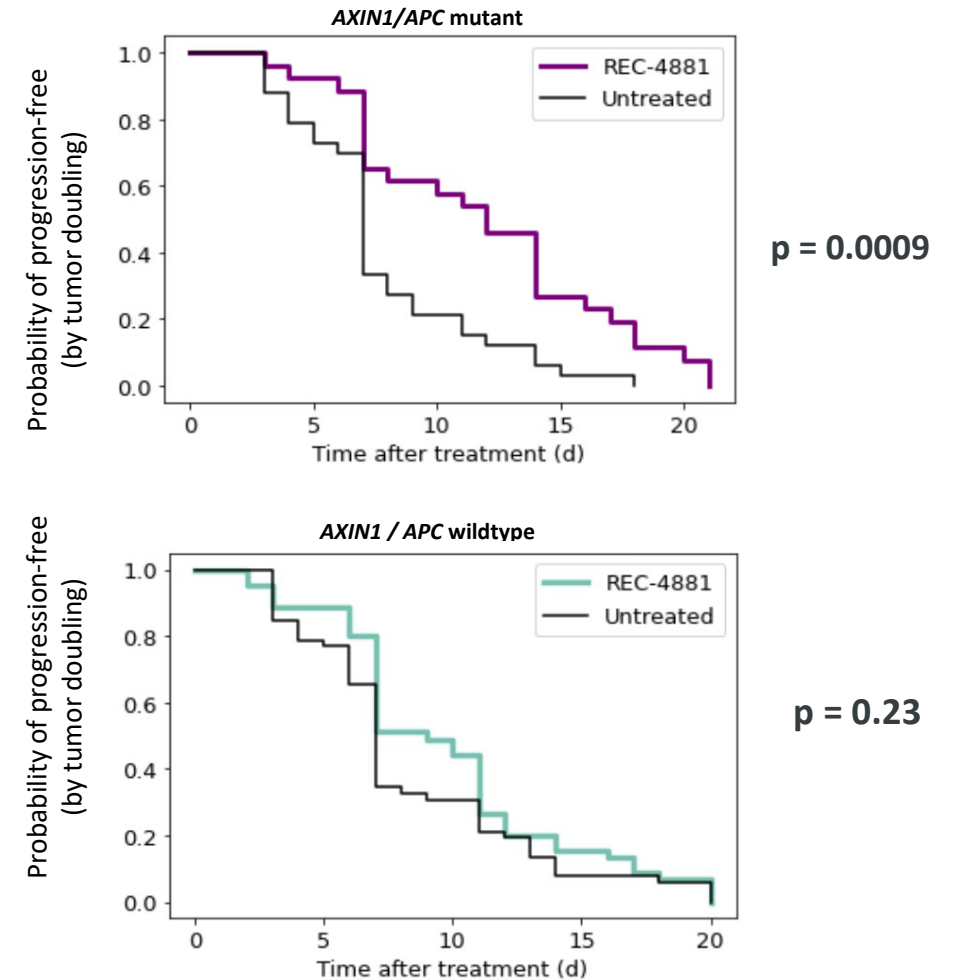 AXIN1/APC mutant
Probability of progression-free
(by tumor doubling)
1.0
0.8
0.6
0.4
0.2
0.0
REC-4881
Untreated
0 5 10 15 20
Time after treatment (d)
p = 0.0009
AXIN1 / APC wildtype
Probability of progression-free
(by tumor doubling)
1.0
0.8
0.6
0.4
0.2
0.0
REC-4881
Untreated
0 5 10 15 20
Time after treatment (d)
p = 0.23